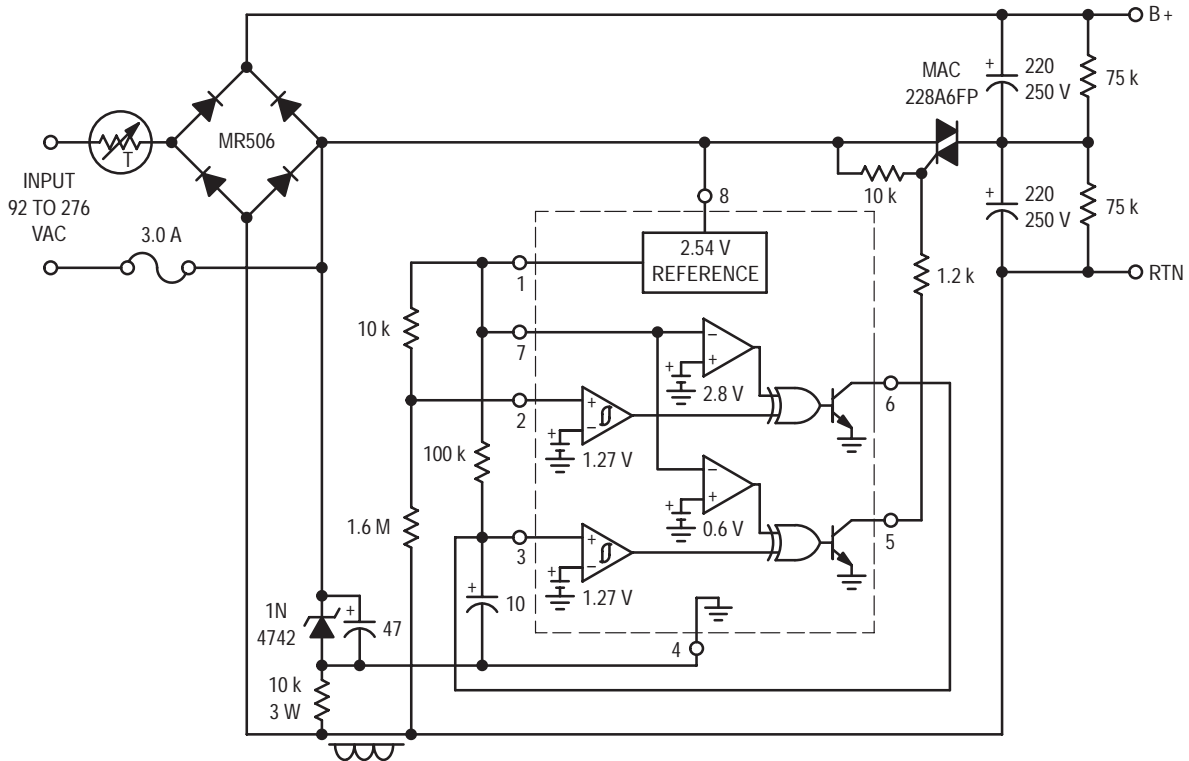 B+
MAC
228A6FP
+
220
250 V
75 k
MR506
T
INPUT
92 TO 276
VAC
3.0 A
8
10 k
+
220
250 V
75 k
RTN
2.54 V
REFERENCE
1
1.2 k
10 k
7
−
+
+
2.8 V
6
2
+
−
+
1.27 V
100 k
−
+
+
0.6 V
1.6 M
3
5
+
−
+
1.27 V
+
10
1N
4742
+
47
4
10 k
3 W